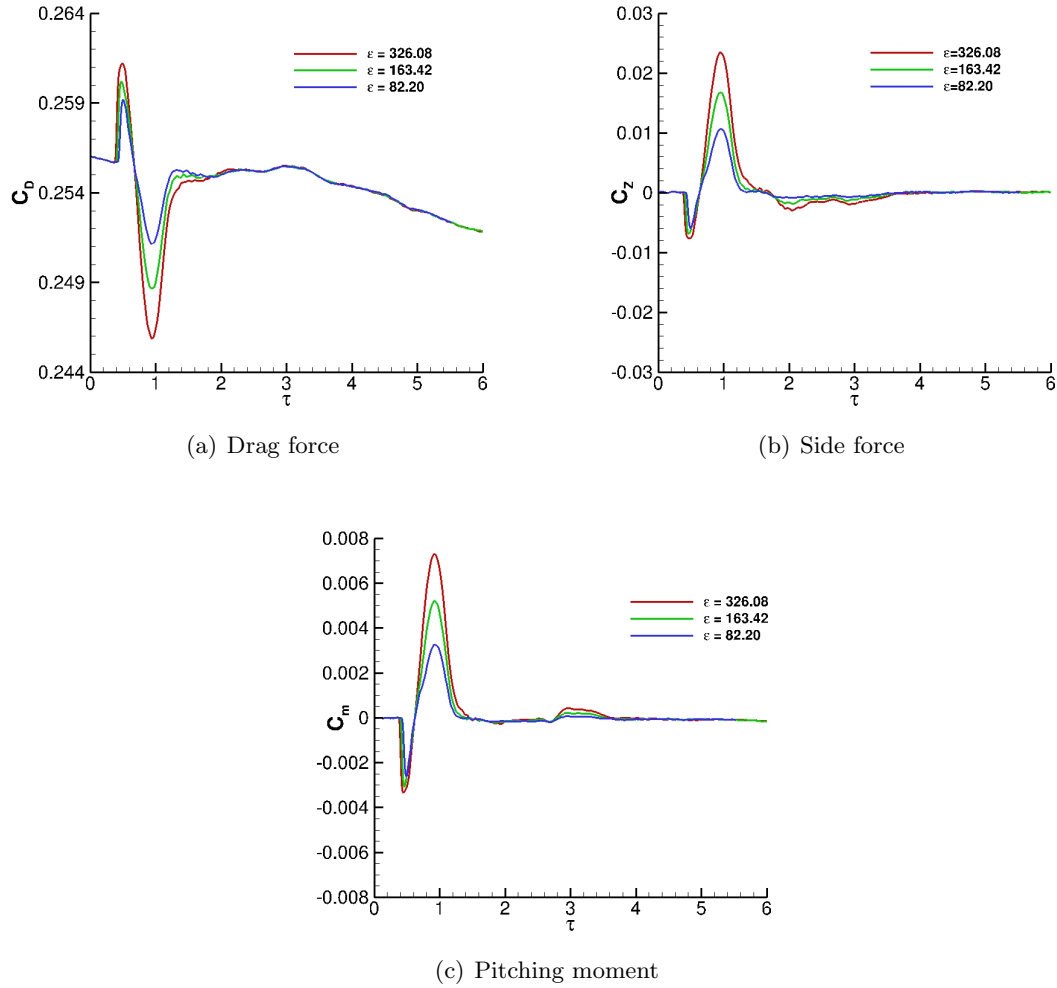 0.264
0.259
0.254
0.249
0.244
C_D
0 1 2 3 4 5 6
τ
ε = 326.08
ε = 163.42
ε = 82.20
(a) Drag force
0.03
0.02
0.01
0
-0.01
-0.02
-0.03
C_Z
0 1 2 3 4 5 6
τ
ε=326.08
ε=163.42
ε=82.20
(b) Side force
0.008
0.006
0.004
0.002
0
-0.002
-0.004
-0.006
-0.008
C_m
0 1 2 3 4 5 6
τ
ε = 326.08
ε = 163.42
ε = 82.20
(c) Pitching moment